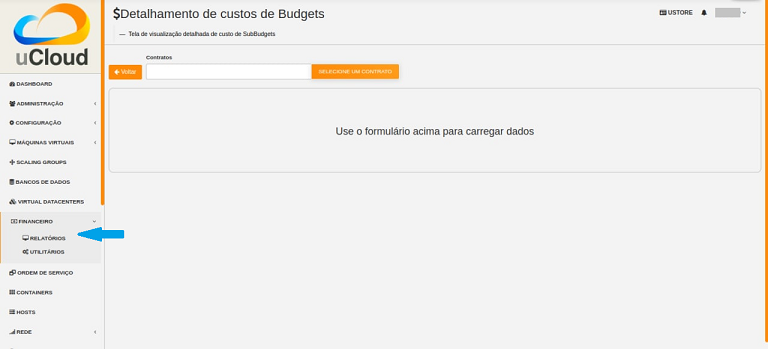 uCloud
$Detalhamento de custos de Budgets
USTORE
— Tela de visualização detalhada de custo de SubBudgets
Contratos
Voltar
SELECIONE UM CONTRATO
Use o formulário acima para carregar dados
DASHBOARD
ADMINISTRAÇÃO
CONFIGURAÇÃO
MÁQUINAS VIRTUAIS
SCALING GROUPS
BANCOS DE DADOS
VIRTUAL DATACENTERS
FINANCEIRO
RELATÓRIOS
UTILITÁRIOS
ORDEM DE SERVIÇO
CONTAINERS
HOSTS
REDE